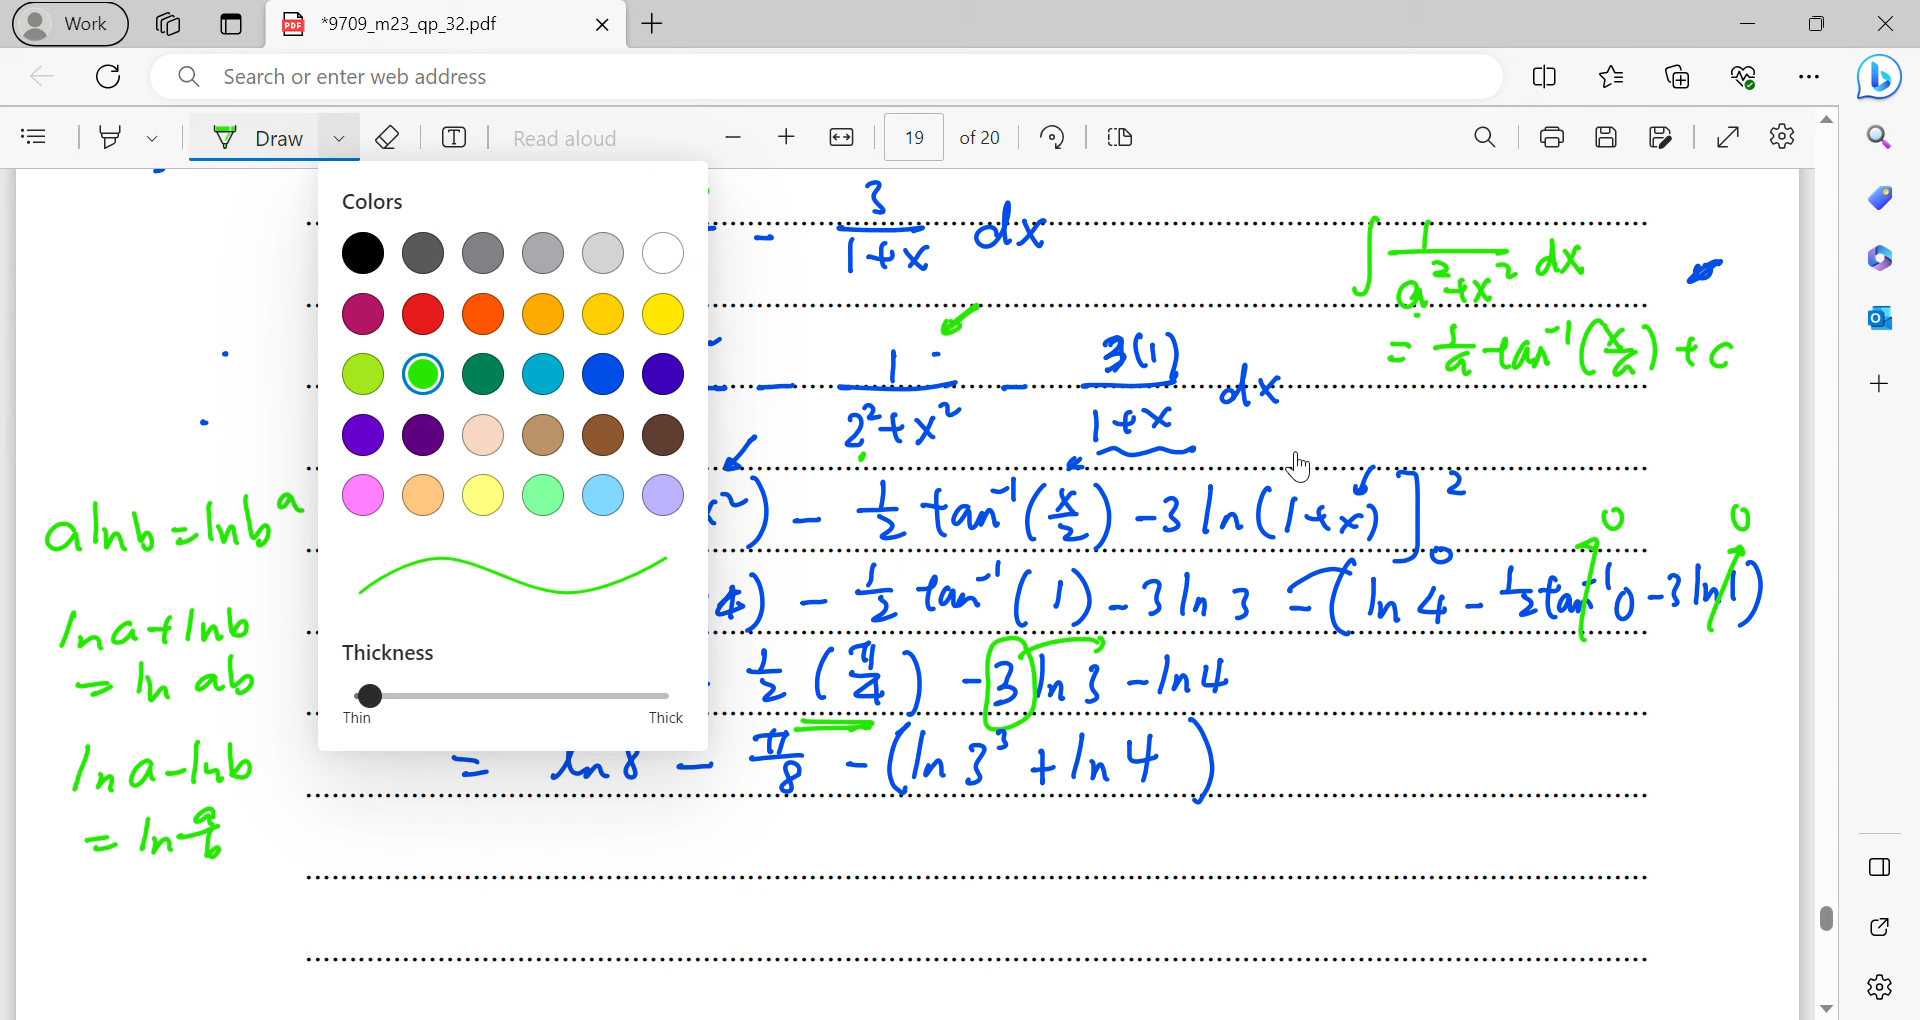 Work
*9709_m23_qp_32.pdf
Search or enter web address
Draw
Read aloud
19 of 20
Colors
Thickness
Thin Thick
- 3/(1+x) dx
∫ 1/(a²+x²) dx
= 1/a tan⁻¹(x/a) + c
- 1/(2²+x²) - 3(1)/(1+x) dx
x²) - 1/2 tan⁻¹(x/2) - 3 ln(1+x)]₀²
0 0
4) - 1/2 tan⁻¹(1) - 3 ln 3 - (ln 4 - 1/2 tan⁻¹0 - 3 ln 1)
1/2 (π/4) - 3 ln 3 - ln 4
= ln 8 - π/8 - (ln 3³ + ln 4)
a ln b = ln bᵃ
ln a + ln b
= ln ab
ln a - ln b
= ln a/b